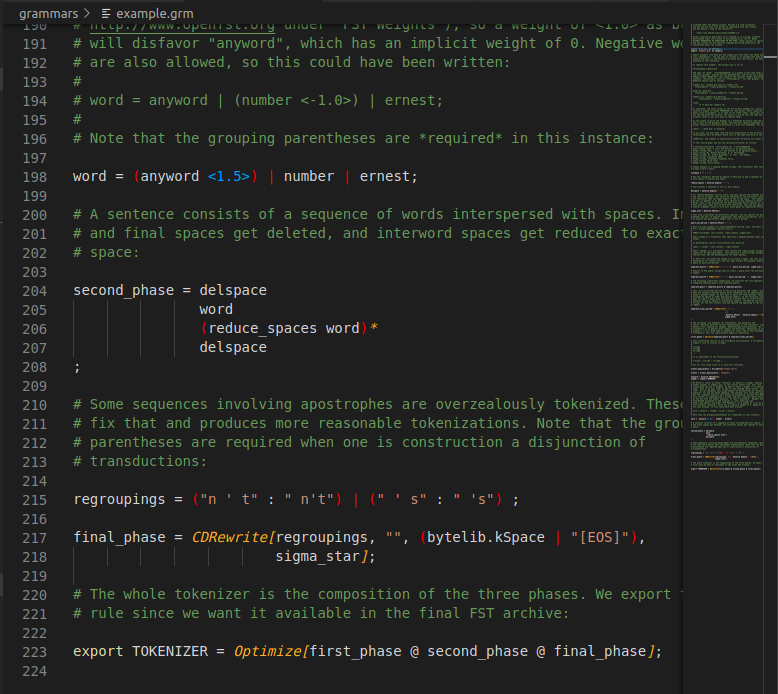 grammars > example.grm
190 # http://www.openfst.org under "FST Weights"), so a weight of <1.0> as
191 # will disfavor "anyword", which has an implicit weight of 0. Negative we
192 # are also allowed, so this could have been written:
193 #
194 # word = anyword | (number <-1.0>) | ernest;
195 #
196 # Note that the grouping parentheses are *required* in this instance:
197
198 word = (anyword <1.5>) | number | ernest;
199
200 # A sentence consists of a sequence of words interspersed with spaces. In
201 # and final spaces get deleted, and interword spaces get reduced to exac
202 # space:
203
204 second_phase = delspace
205 word
206 (reduce_spaces word)*
207 delspace
208 ;
209
210 # Some sequences involving apostrophes are overzealously tokenized. These
211 # fix that and produces more reasonable tokenizations. Note that the grou
212 # parentheses are required when one is construction a disjunction of
213 # transductions:
214
215 regroupings = ("n ' t" : " n't") | (" ' s" : " 's") ;
216
217 final_phase = CDRewrite[regroupings, "", (bytelib.kSpace | "[EOS]"),
218 sigma_star];
219
220 # The whole tokenizer is the composition of the three phases. We export
221 # rule since we want it available in the final FST archive:
222
223 export TOKENIZER = Optimize[first_phase @ second_phase @ final_phase];
224